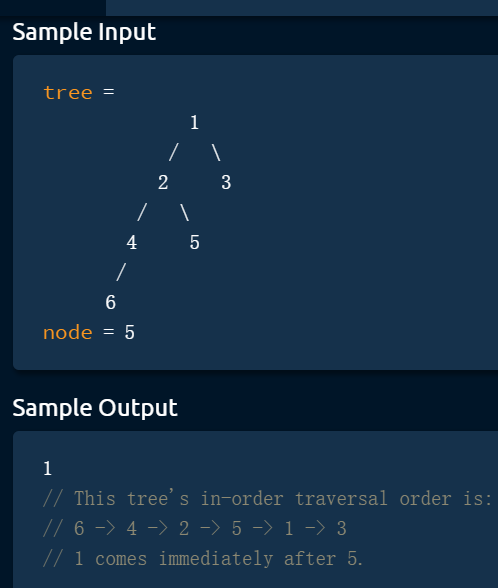 Sample Input
tree =
1
/ \
2 3
/ \
4 5
/
6
node = 5
Sample Output
1
// This tree's in-order traversal order is:
// 6 -> 4 -> 2 -> 5 -> 1 -> 3
// 1 comes immediately after 5.